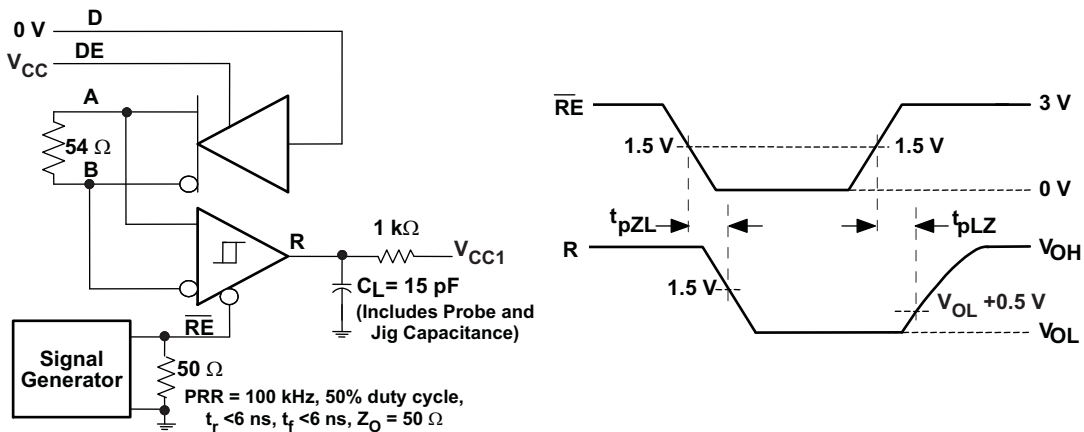 D
0 V
DE
VCC
A
54 Ω
B
R
1 kΩ
VCC1
CL= 15 pF
(Includes Probe and
Jig Capacitance)
RE
Signal
Generator
50 Ω
PRR = 100 kHz, 50% duty cycle,
tr <6 ns, tf <6 ns, ZO = 50 Ω
RE
3 V
1.5 V
1.5 V
0 V
tpZL
tpLZ
R
VOH
1.5 V
VOL +0.5 V
VOL